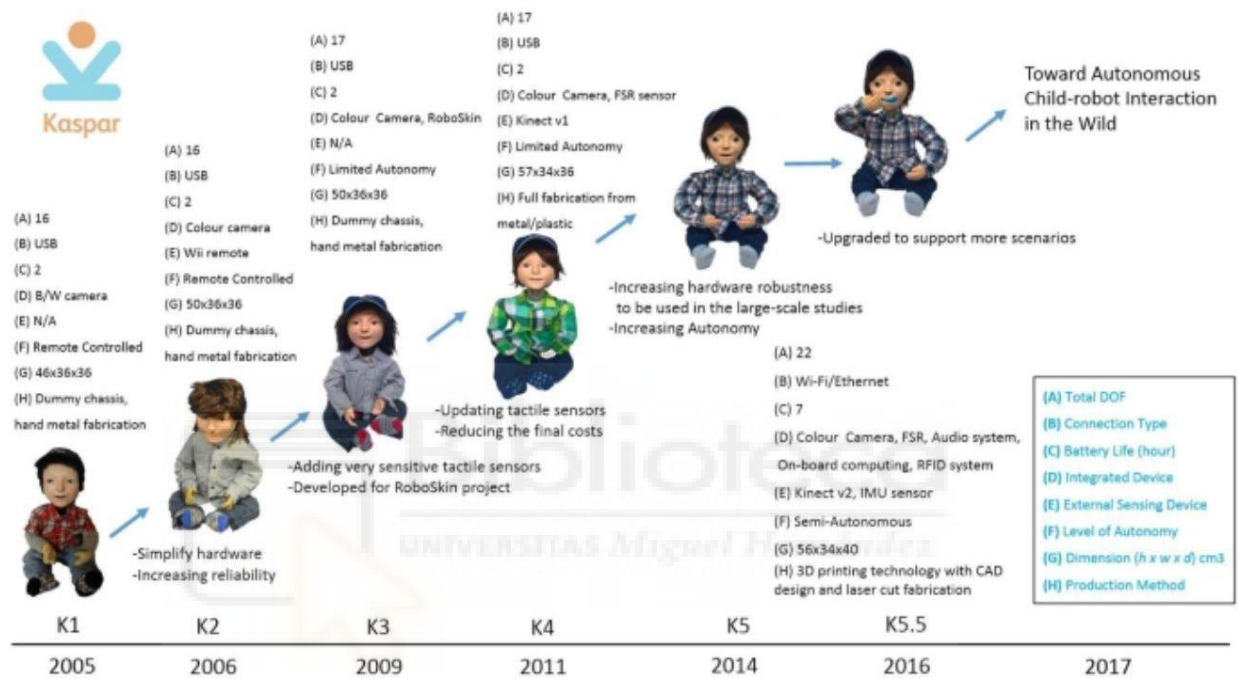 Kaspar
(A) 16
(B) USB
(C) 2
(D) B/W camera
(E) N/A
(F) Remote Controlled
(G) 46x36x36
(H) Dummy chassis,
hand metal fabrication
(A) 16
(B) USB
(C) 2
(D) Colour camera
(E) Wii remote
(F) Remote Controlled
(G) 50x36x36
(H) Dummy chassis,
hand metal fabrication
(A) 17
(B) USB
(C) 2
(D) Colour Camera, RoboSkin
(E) N/A
(F) Limited Autonomy
(G) 50x36x36
(H) Dummy chassis,
hand metal fabrication
(A) 17
(B) USB
(C) 2
(D) Colour Camera, FSR sensor
(E) Kinect v1
(F) Limited Autonomy
(G) 57x34x36
(H) Full fabrication from
metal/plastic
Toward Autonomous
Child-robot Interaction
in the Wild
-Upgraded to support more scenarios
-Increasing hardware robustness
to be used in the large-scale studies
-Increasing Autonomy
-Updating tactile sensors
-Reducing the final costs
-Adding very sensitive tactile sensors
-Developed for RoboSkin project
-Simplify hardware
-Increasing reliability
(A) 22
(B) Wi-Fi/Ethernet
(C) 7
(D) Colour Camera, FSR, Audio system,
On-board computing, RFID system
(E) Kinect v2, IMU sensor
(F) Semi-Autonomous
(G) 56x34x40
(H) 3D printing technology with CAD
design and laser cut fabrication
(A) Total DOF
(B) Connection Type
(C) Battery Life (hour)
(D) Integrated Device
(E) External Sensing Device
(F) Level of Autonomy
(G) Dimension (h x w x d) cm3
(H) Production Method
Biblioteca
UNIVERSITAS Miguel Hernández
K1 K2 K3 K4 K5 K5.5
2005 2006 2009 2011 2014 2016 2017